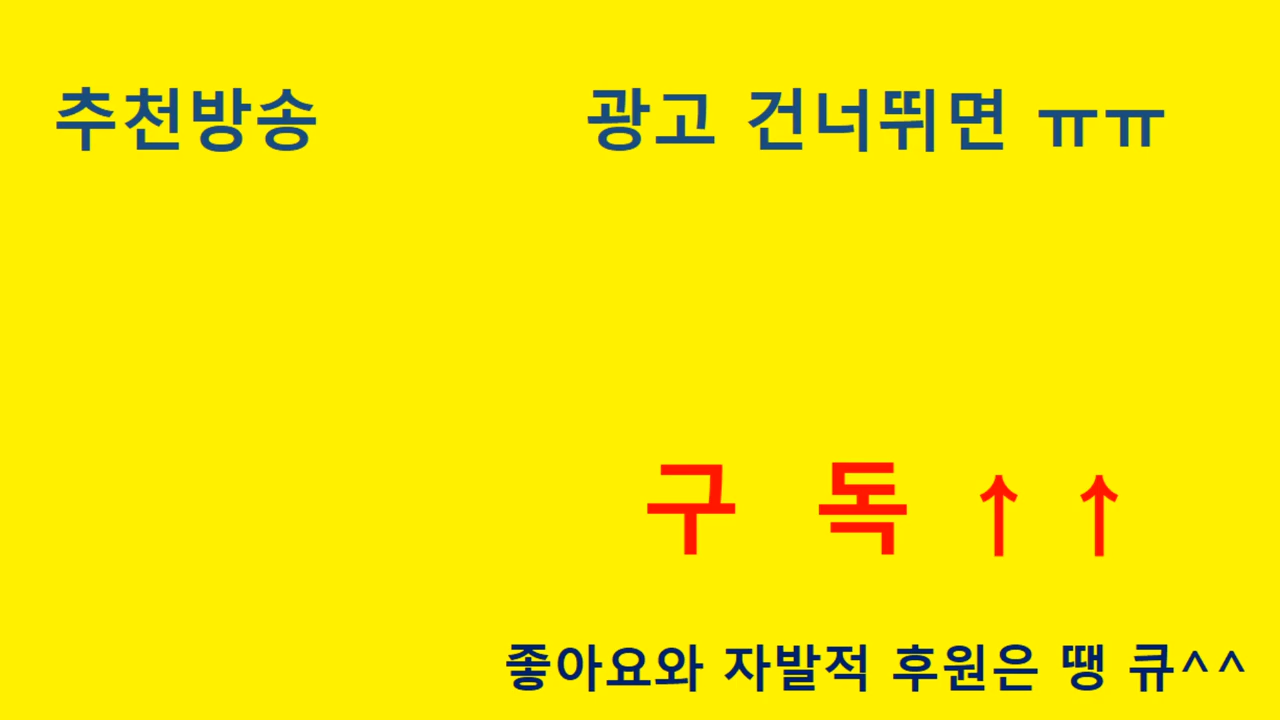 추천방송
광고 건너뛰면 ㅠㅠ
구 독 ↑ ↑
좋아요와 자발적 후원은 땡 큐^^